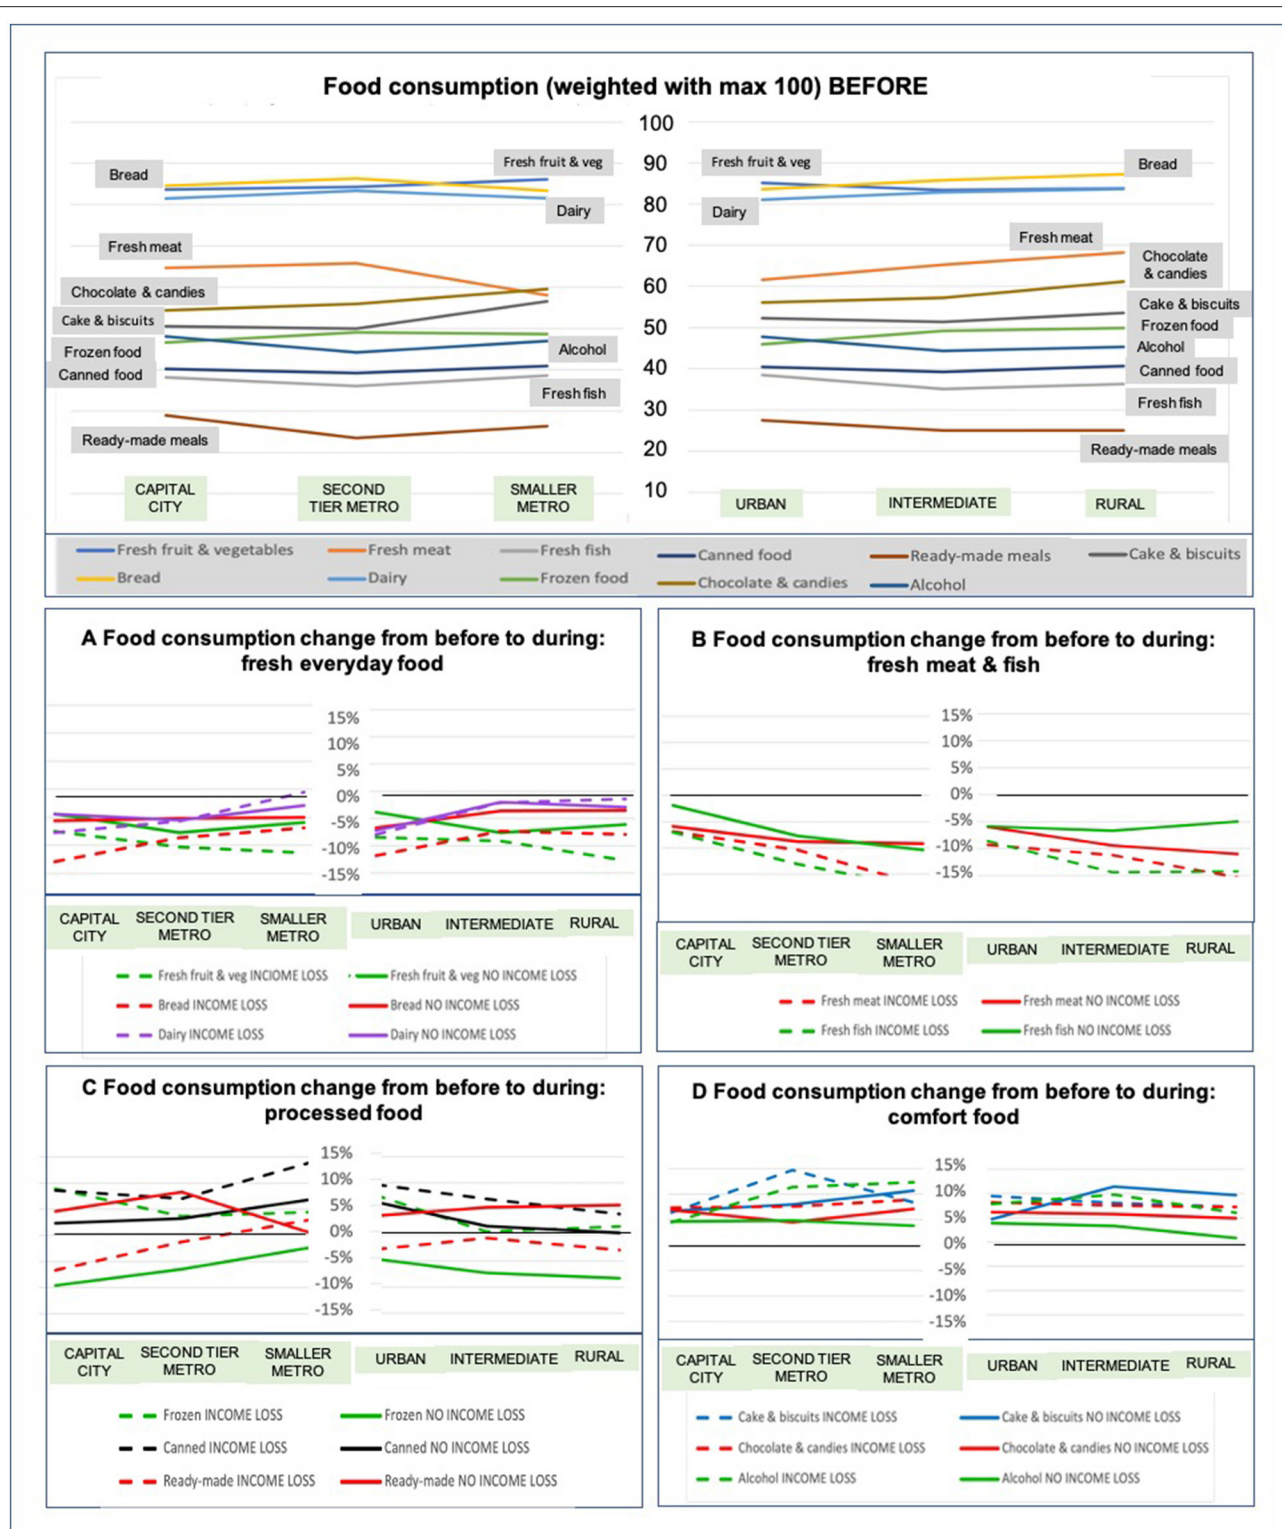 Food consumption (weighted with max 100) BEFORE
100
90
80
70
60
50
40
30
20
10
Bread
Fresh fruit & veg
Dairy
Fresh meat
Chocolate & candies
Cake & biscuits
Frozen food
Alcohol
Canned food
Fresh fish
Ready-made meals
CAPITAL
CITY
SECOND
TIER METRO
SMALLER
METRO
Fresh fruit & veg
Bread
Dairy
Fresh meat
Chocolate
& candies
Cake & biscuits
Frozen food
Alcohol
Canned food
Fresh fish
Ready-made meals
URBAN
INTERMEDIATE
RURAL
Fresh fruit & vegetables
Fresh meat
Fresh fish
Canned food
Ready-made meals
Cake & biscuits
Bread
Dairy
Frozen food
Chocolate & candies
Alcohol
A Food consumption change from before to during:
fresh everyday food
15%
10%
5%
0%
-5%
-10%
-15%
CAPITAL
CITY
SECOND TIER
METRO
SMALLER
METRO
URBAN
INTERMEDIATE
RURAL
Fresh fruit & veg INCIOME LOSS
Fresh fruit & veg NO INCOME LOSS
Bread INCOME LOSS
Bread NO INCOME LOSS
Dairy INCOME LOSS
Dairy NO INCOME LOSS
B Food consumption change from before to during:
fresh meat & fish
15%
10%
5%
0%
-5%
-10%
-15%
CAPITAL
CITY
SECOND TIER
METRO
SMALLER
METRO
URBAN
INTERMEDIATE
RURAL
Fresh meat INCOME LOSS
Fresh meat NO INCOME LOSS
Fresh fish INCOME LOSS
Fresh fish NO INCOME LOSS
C Food consumption change from before to during:
processed food
15%
10%
5%
0%
-5%
-10%
-15%
CAPITAL
CITY
SECOND TIER
METRO
SMALLER
METRO
URBAN
INTERMEDIATE
RURAL
Frozen INCOME LOSS
Frozen NO INCOME LOSS
Canned INCOME LOSS
Canned NO INCOME LOSS
Ready-made INCOME LOSS
Ready-made NO INCOME LOSS
D Food consumption change from before to during:
comfort food
15%
10%
5%
0%
-5%
-10%
-15%
CAPITAL
CITY
SECOND TIER
METRO
SMALLER
METRO
URBAN
INTERMEDIATE
RURAL
Cake & biscuits INCOME LOSS
Cake & biscuits NO INCOME LOSS
Chocolate & candies INCOME LOSS
Chocolate & candies NO INCOME LOSS
Alcohol INCOME LOSS
Alcohol NO INCOME LOSS